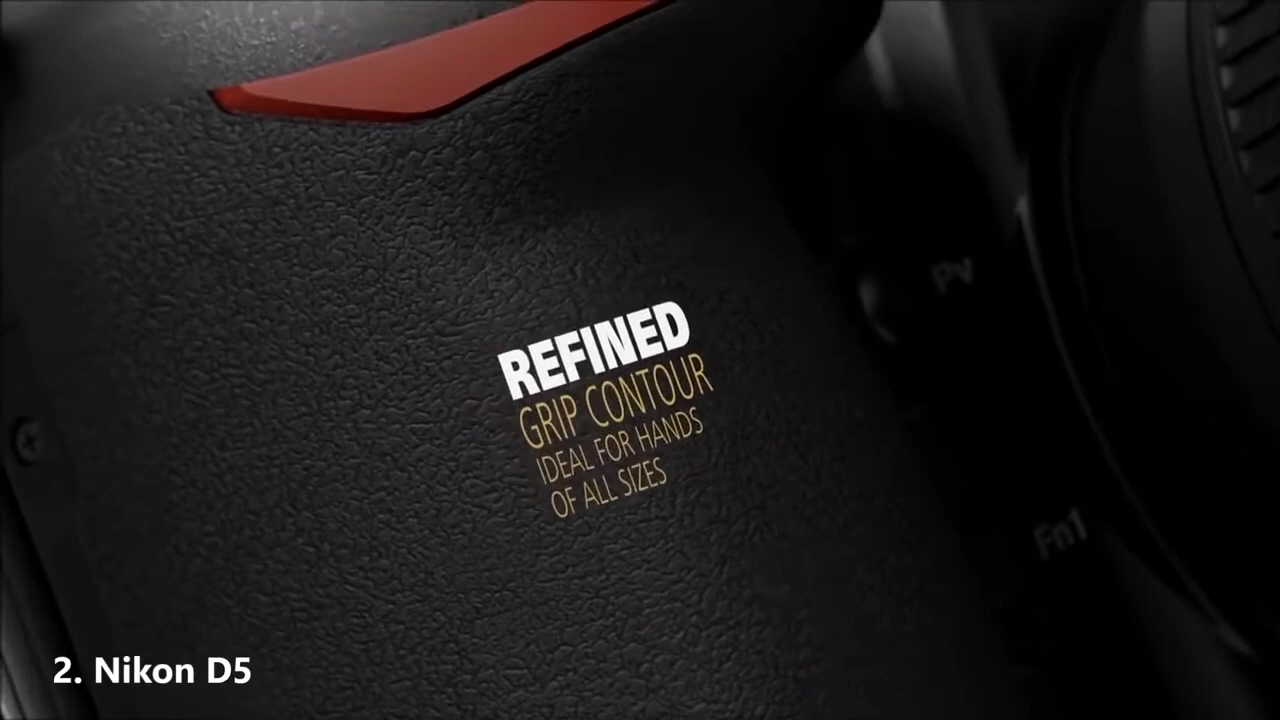 PV
REFINED
GRIP CONTOUR
IDEAL FOR HANDS
OF ALL SIZES
Fn1
2. Nikon D5